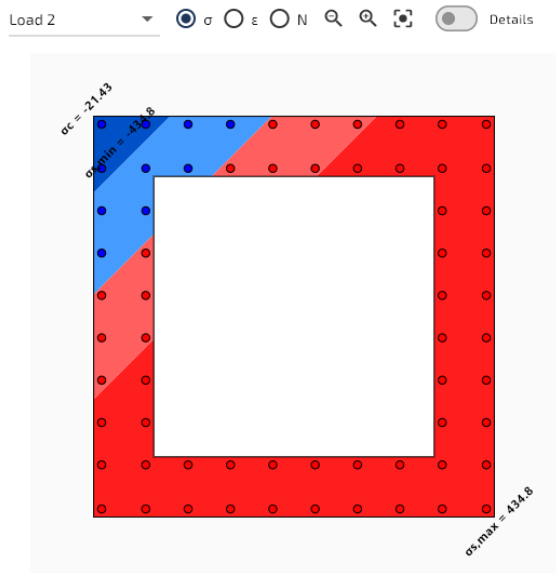 Load 2
σ
ε
N
Details
σc = -21.43
σs,min = -434.8
σs,max = 434.8